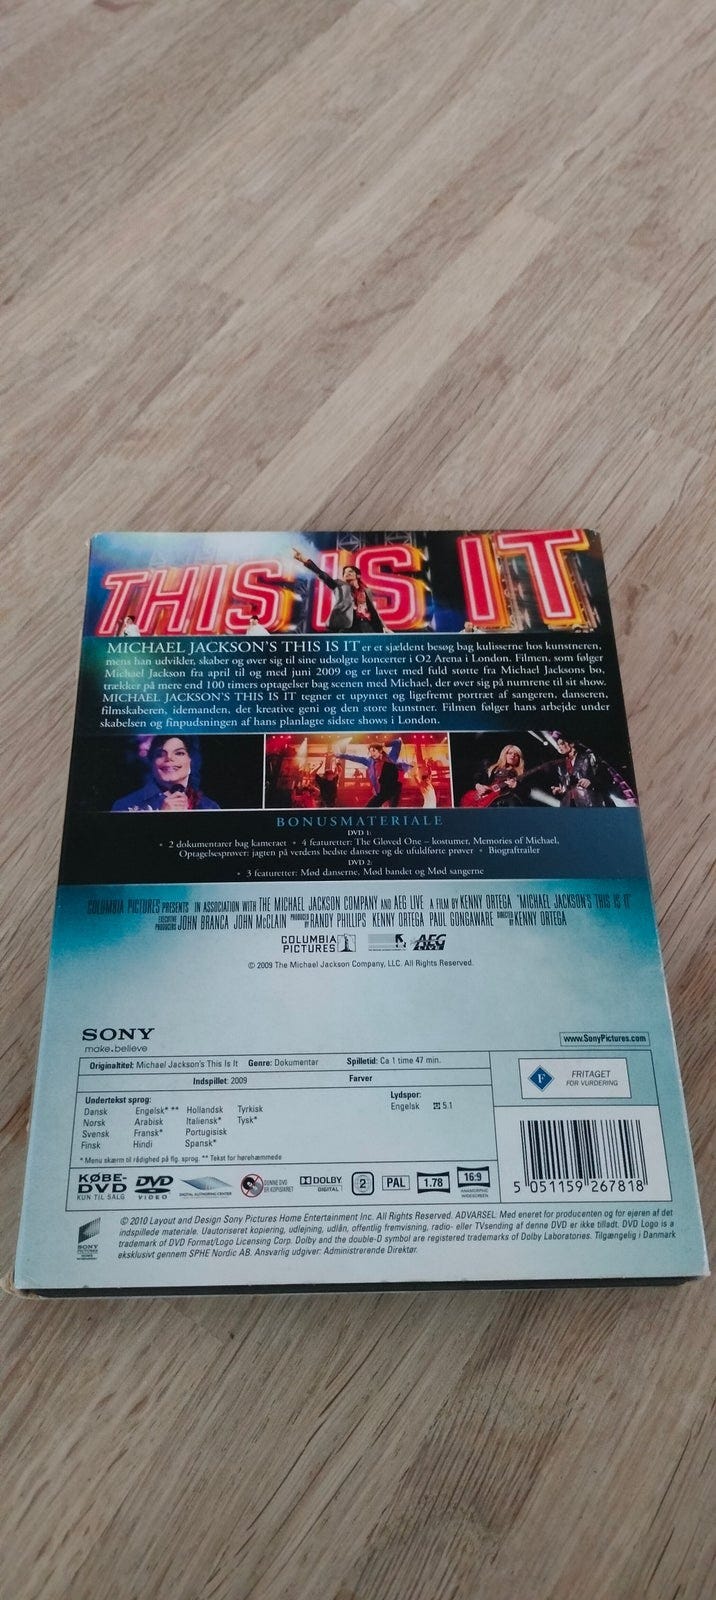 THIS IS IT
MICHAEL JACKSON'S THIS IS IT er et sjældent besøg bag kulisserne hos kunstneren,
mens han udvikler, skaber og øver sig til sine udsolgte koncerter i O2 Arena i London. Filmen, som følger
Michael Jackson fra april til og med juni 2009 og er lavet med fuld støtte fra Michael Jacksons bo,
trækker på mere end 100 timers optagelser bag scenen med Michael, der øver sig på numrene til sit show.
MICHAEL JACKSON'S THIS IS IT tegner et upyntet og ligefremt portræt af sangeren, danseren,
filmskaberen, idemanden, det kreative geni og den store kunstner. Filmen følger hans arbejde under
skabelsen og finpudsningen af hans planlagte sidste shows i London.
BONUSMATERIALE
DVD 1:
• 2 dokumentarer bag kameraet • 4 featuretter: The Gloved One – kostumer, Memories of Michael,
Optagelsesprøver: jagten på verdens bedste dansere og de ufuldførte prøver • Biograftrailer
DVD 2:
• 3 featuretter: Mød danserne, Mød bandet og Mød sangerne
COLUMBIA PICTURES PRESENTS IN ASSOCIATION WITH THE MICHAEL JACKSON COMPANY AND AEG LIVE A FILM BY KENNY ORTEGA "MICHAEL JACKSON'S THIS IS IT"
EXECUTIVE PRODUCERS JOHN BRANCA JOHN McCLAIN PRODUCED BY RANDY PHILLIPS KENNY ORTEGA PAUL GONGAWARE DIRECTED BY KENNY ORTEGA
COLUMBIA PICTURES AEG
© 2009 The Michael Jackson Company, LLC. All Rights Reserved.
SONY
make.believe
www.SonyPictures.com
Originaltitel: Michael Jackson's This Is It Genre: Dokumentar Spilletid: Ca 1 time 47 min.
Indspillet: 2009 Farver
Undertekst sprog: Lydspor:
Dansk Engelsk* ** Hollandsk Tyrkisk Engelsk 5.1
Norsk Arabisk Italiensk* Tysk*
Svensk Fransk* Portugisisk
Finsk Hindi Spansk*
* Menu skærm til rådighed på flg. sprog. ** Tekst for hørehæmmede
F FRITAGET
FOR VURDERING
KØBE-DVD
KUN TIL SALG
DVD VIDEO
DIGITAL AUTHORING CENTER
DENNE DVD ER KOPISIKRET
DOLBY DIGITAL
2
PAL
1.78
16:9
ANAMORPHIC WIDESCREEN
5 051159 267818
SONY PICTURES
© 2010 Layout and Design Sony Pictures Home Entertainment Inc. All Rights Reserved. ADVARSEL: Med eneret for producenten og for ejeren af det
indspillede materiale. Uautoriseret kopiering, udlejning, udlån, offentlig fremvisning, radio- eller TVsending af denne DVD er ikke tilladt. DVD Logo is a
trademark of DVD Format/Logo Licensing Corp. Dolby and the double-D symbol are registered trademarks of Dolby Laboratories. Tilgængelig i Danmark
eksklusivt gennem SPHE Nordic AB. Ansvarlig udgiver: Administrerende Direktør.